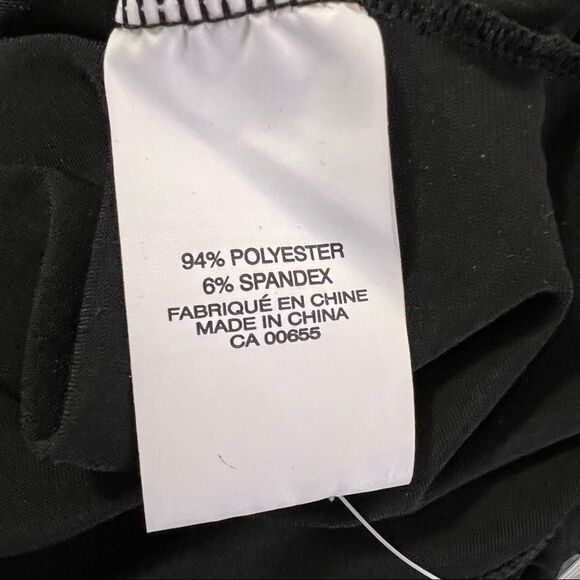 94% POLYESTER
6% SPANDEX
FABRIQUÉ EN CHINE
MADE IN CHINA
CA 00655